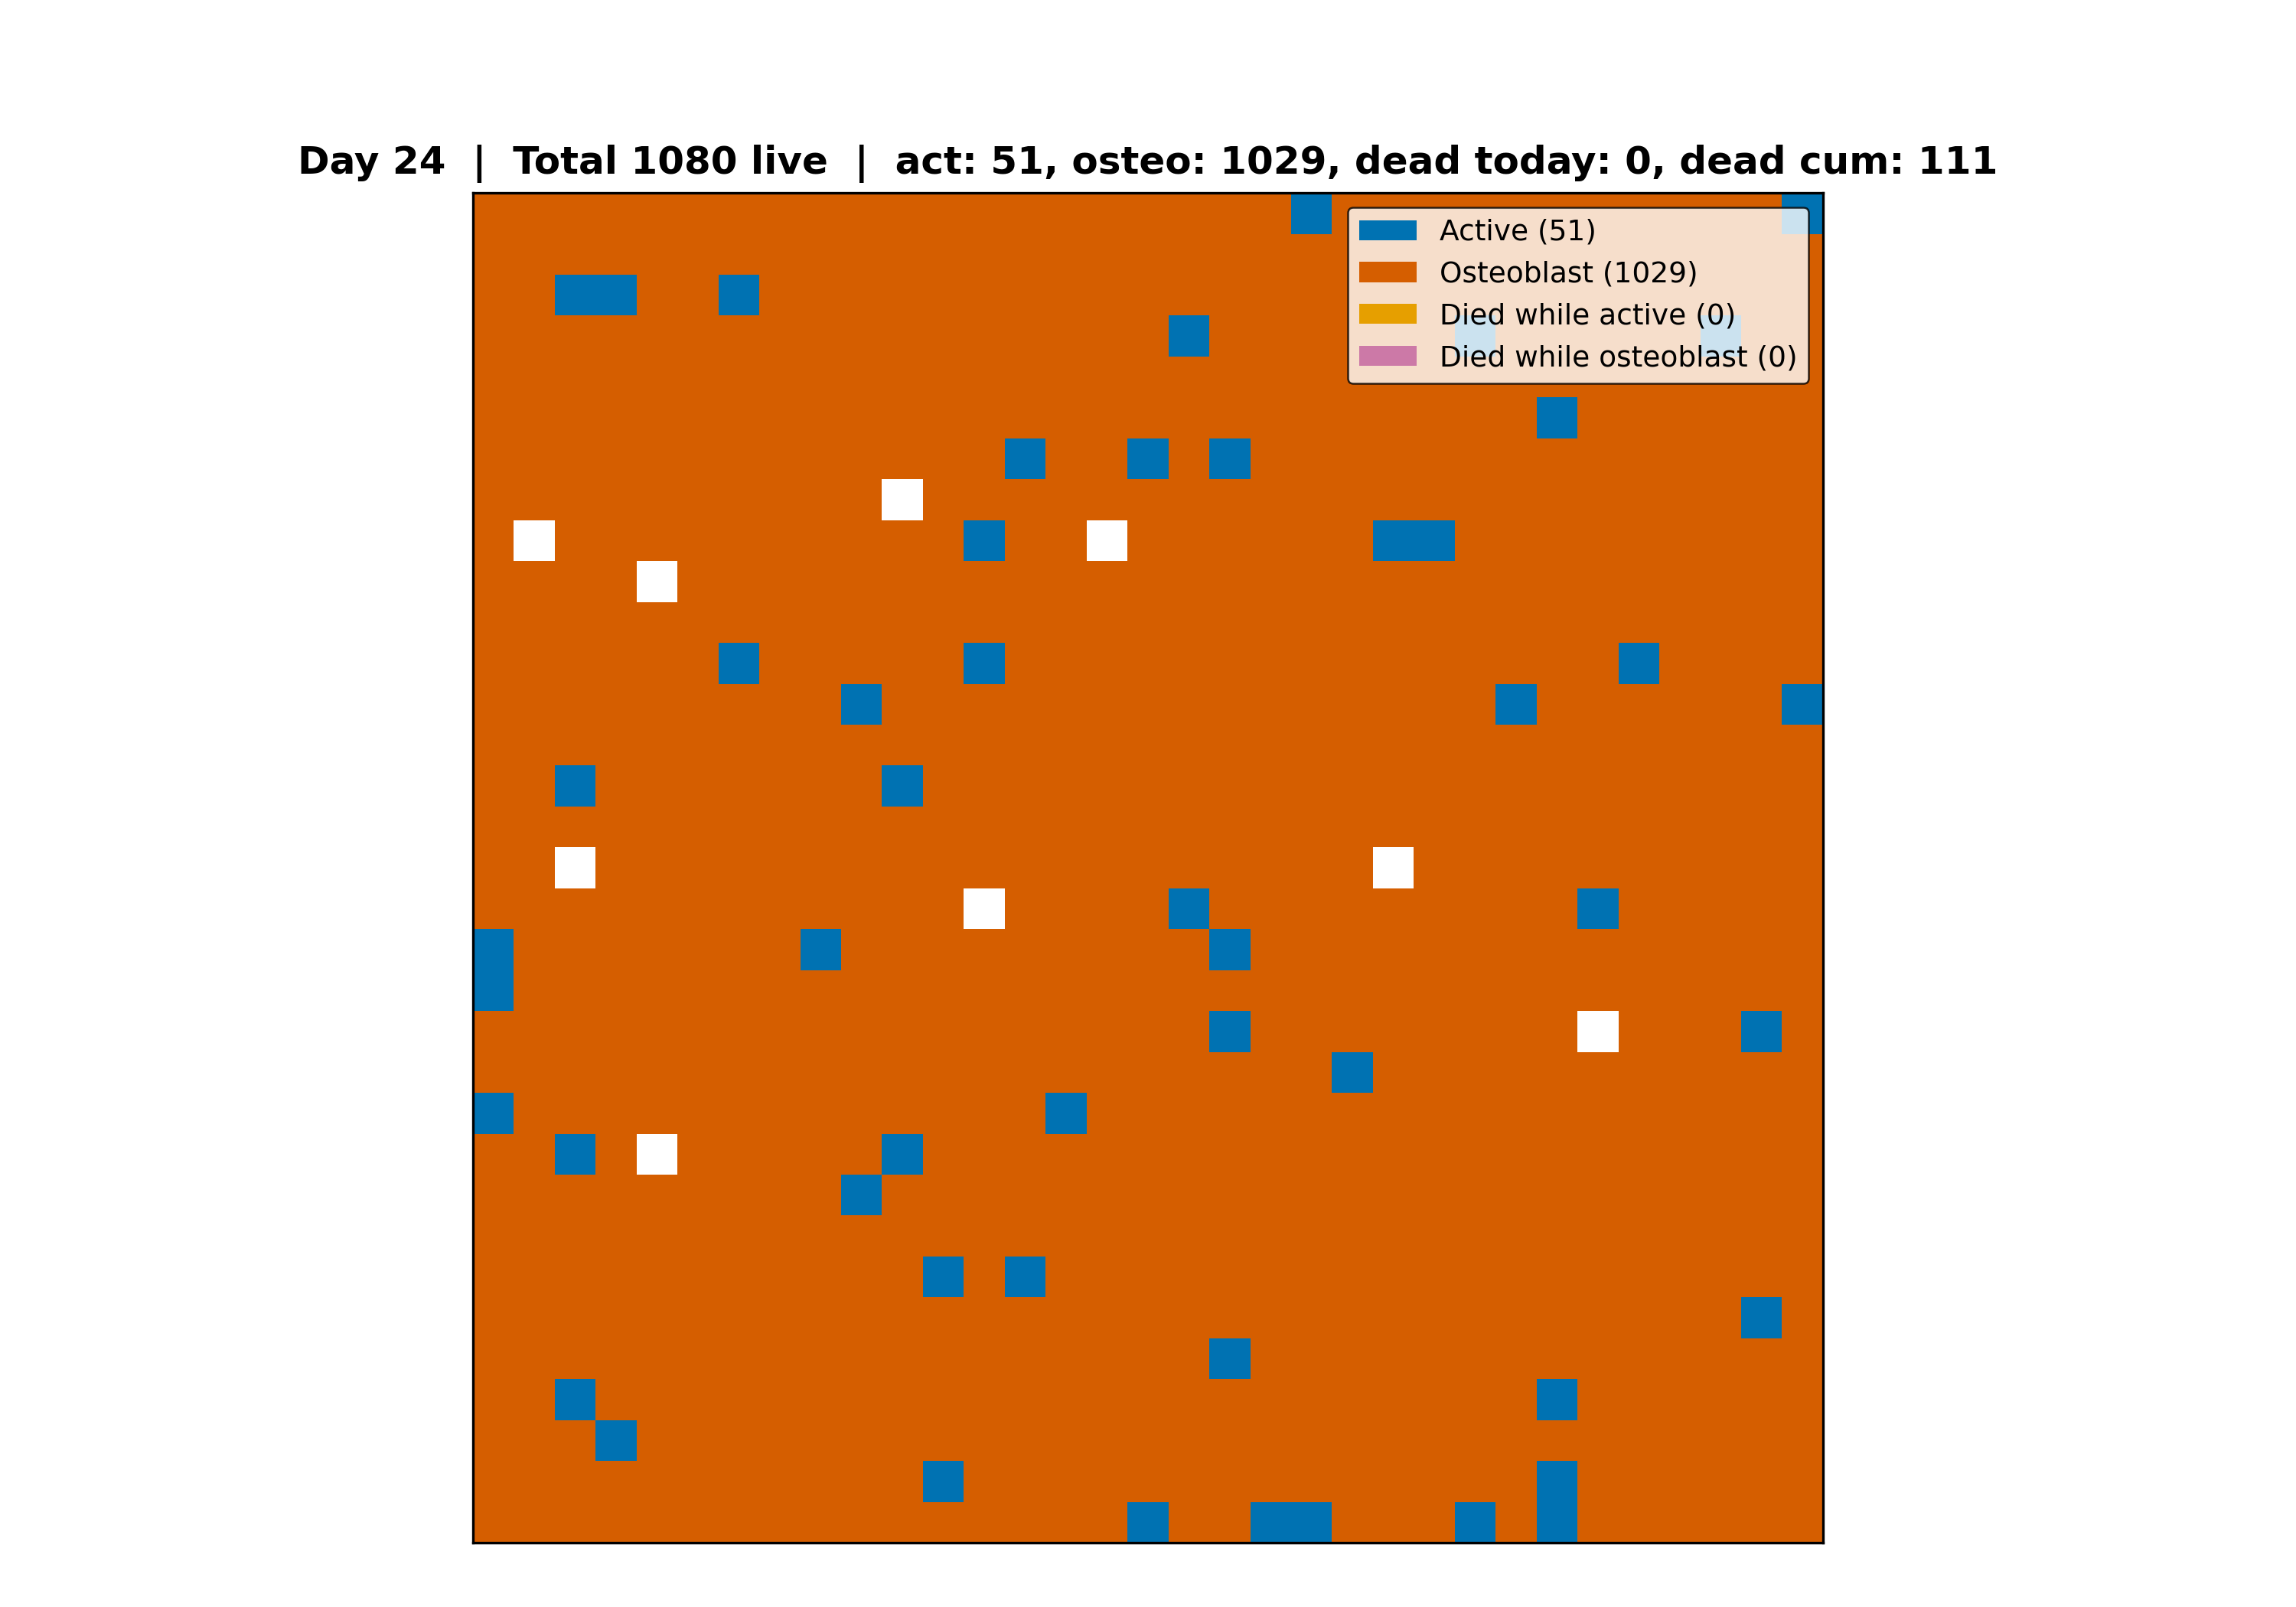 Day 24 | Total 1080 live | act: 51, osteo: 1029, dead today: 0, dead cum: 111
Active (51)
Osteoblast (1029)
Died while active (0)
Died while osteoblast (0)